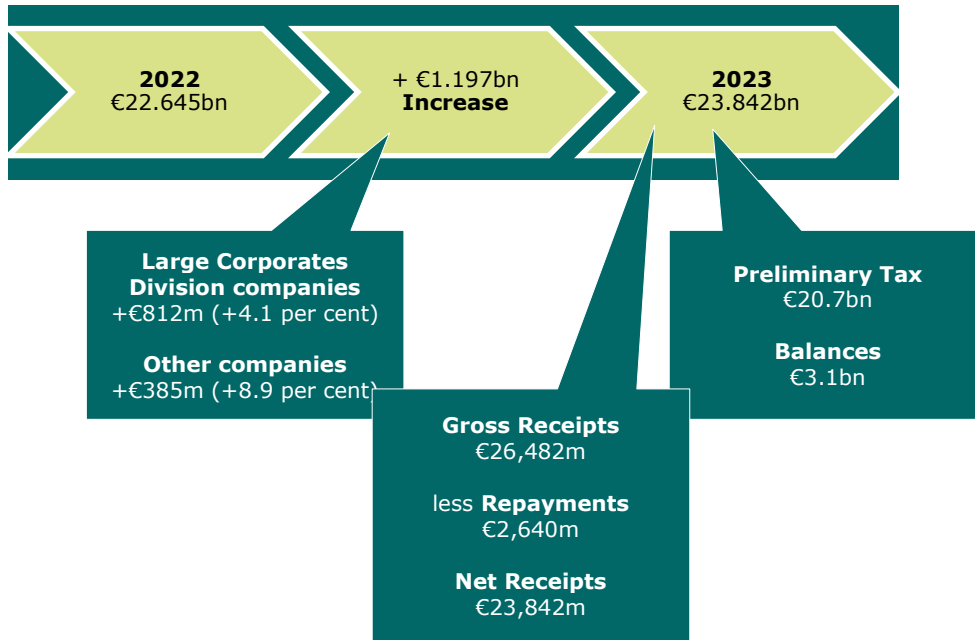 2022
€22.645bn
+ €1.197bn
Increase
2023
€23.842bn
Large Corporates
Division companies
+€812m (+4.1 per cent)
Other companies
+€385m (+8.9 per cent)
Gross Receipts
€26,482m
less Repayments
€2,640m
Net Receipts
€23,842m
Preliminary Tax
€20.7bn
Balances
€3.1bn